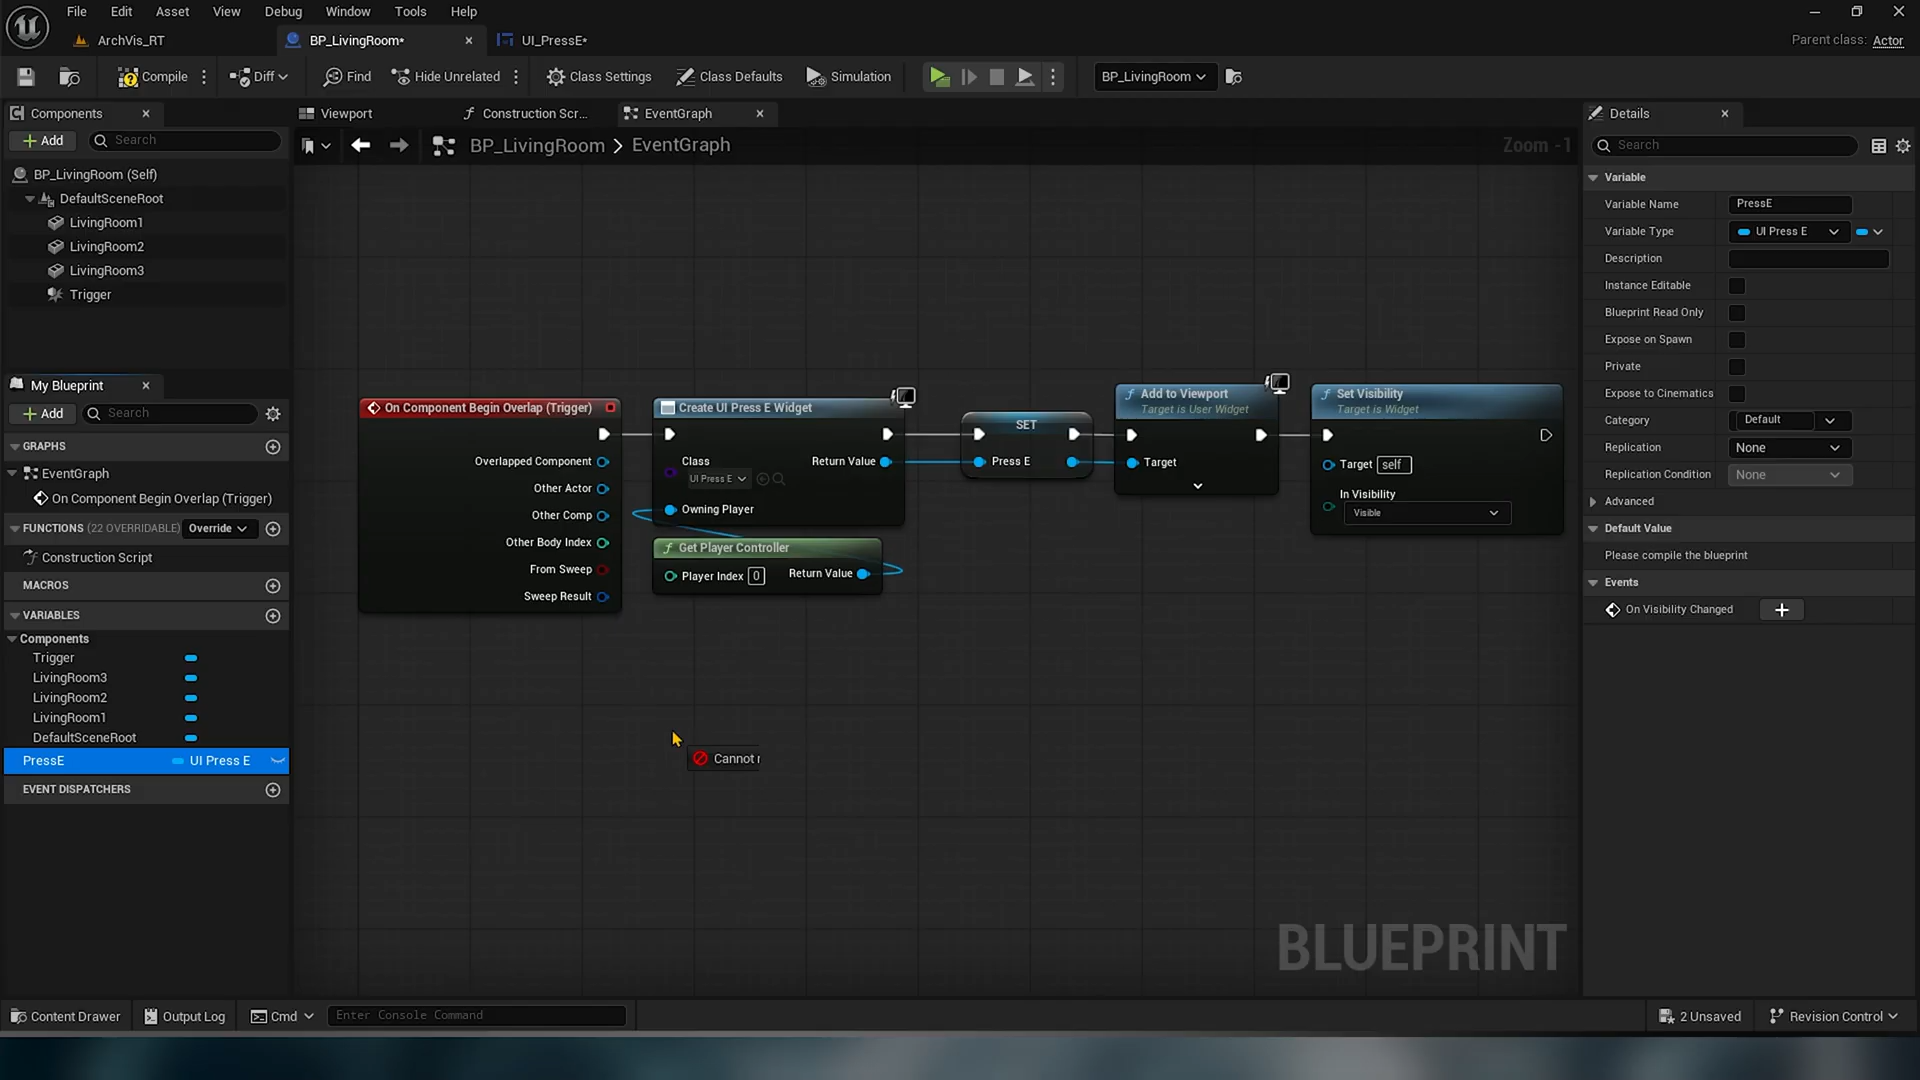 File Edit Asset View Debug Window Tools Help
ArchVis_RT BP_LivingRoom* UI_PressE*
Parent class: Actor
Compile Diff Find Hide Unrelated Class Settings Class Defaults Simulation BP_LivingRoom
Components
Add Search
BP_LivingRoom (Self)
DefaultSceneRoot
LivingRoom1
LivingRoom2
LivingRoom3
Trigger
My Blueprint
Add Search
GRAPHS
EventGraph
On Component Begin Overlap (Trigger)
FUNCTIONS (22 OVERRIDABLE) Override
Construction Script
MACROS
VARIABLES
Components
Trigger
LivingRoom3
LivingRoom2
LivingRoom1
DefaultSceneRoot
PressE UI Press E
EVENT DISPATCHERS
Viewport Construction Scr... EventGraph
BP_LivingRoom > EventGraph Zoom -1
On Component Begin Overlap (Trigger)
Overlapped Component
Other Actor
Other Comp
Other Body Index
From Sweep
Sweep Result
Create UI Press E Widget
Class
UI Press E
Return Value
Owning Player
Get Player Controller
Player Index 0
Return Value
SET
Press E
Add to Viewport
Target is User Widget
Target
Set Visibility
Target is Widget
Target self
In Visibility
Visible
Cannot
BLUEPRINT
Details
Search
Variable
Variable Name PressE
Variable Type UI Press E
Description
Instance Editable
Blueprint Read Only
Expose on Spawn
Private
Expose to Cinematics
Category Default
Replication None
Replication Condition None
Advanced
Default Value
Please compile the blueprint
Events
On Visibility Changed
Content Drawer Output Log Cmd Enter Console Command 2 Unsaved Revision Control